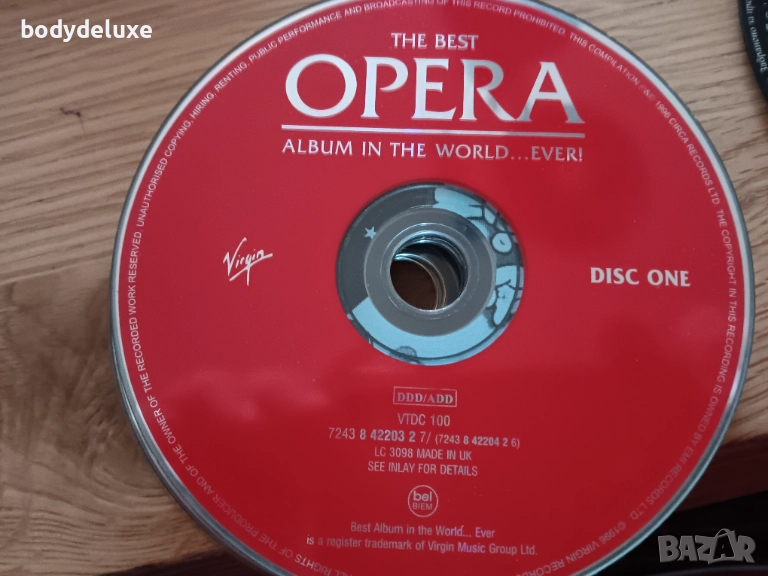 bodydeluxe
THE BEST
OPERA
ALBUM IN THE WORLD...EVER!
Virgin
DISC ONE
DDD/ADD
VTDC 100
7243 8 42203 2 7/ (7243 8 42204 2 6)
LC 3098 MADE IN UK
SEE INLAY FOR DETAILS
bel
BIEM
Best Album in the World... Ever
is a register trademark of Virgin Music Group Ltd.
ALL RIGHTS OF THE PRODUCER AND OF THE OWNER OF THE RECORDED WORK RESERVED. UNAUTHORISED COPYING, HIRING, RENTING, PUBLIC PERFORMANCE AND BROADCASTING OF THIS RECORD PROHIBITED. THIS COMPILATION 1996 CIRCA RECORDS LTD. THE COPYRIGHT IN THIS RECORDING IS OWNED BY EMI RECORDS LTD. ©1996 VIRGIN RECORDS
BAZAR